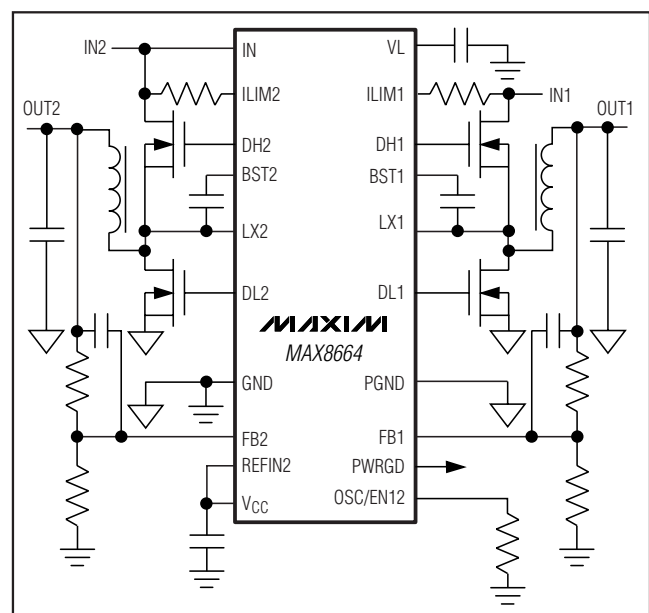 IN2
IN
VL
ILIM2
ILIM1
IN1
OUT2
OUT1
DH2
DH1
BST2
BST1
LX2
LX1
DL2
DL1
MAXIM
MAX8664
GND
PGND
FB2
FB1
REFIN2
PWRGD
VCC
OSC/EN12